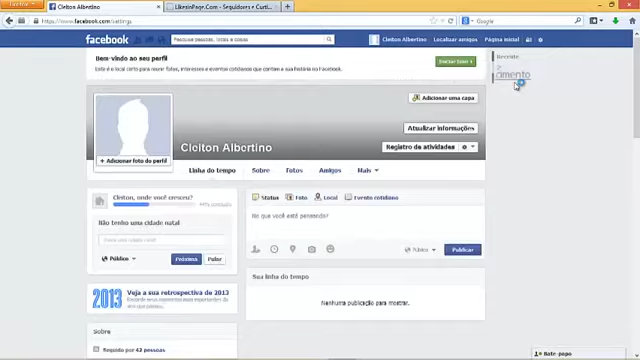 Firefox
Cleiton Albertino
LikesinPage.Com - Seguidores e Curti...
https://www.facebook.com/settings
Google
facebook
Pesquise pessoas, locais e coisas
Cleiton Albertino
Localizar amigos
Página inicial
Bem-vindo ao seu perfil
Este é o local certo para reunir fotos, interesses e eventos cotidianos que contam a sua história no Facebook.
Iniciar tour
Recente
Adicionar uma capa
Cleiton Albertino
Atualizar informações
Registro de atividades
+ Adicionar foto do perfil
Linha do tempo
Sobre
Fotos
Amigos
Mais
Cleiton, onde você cresceu?
Não tenho uma cidade natal
Público
Próxima
Pular
Status
Foto
Local
Evento cotidiano
No que você está pensando?
Público
Publicar
Sua linha do tempo
Nenhuma publicação para mostrar.
2013
Veja a sua retrospectiva de 2013
Sobre
Seguido por 42 pessoas
Bate-papo